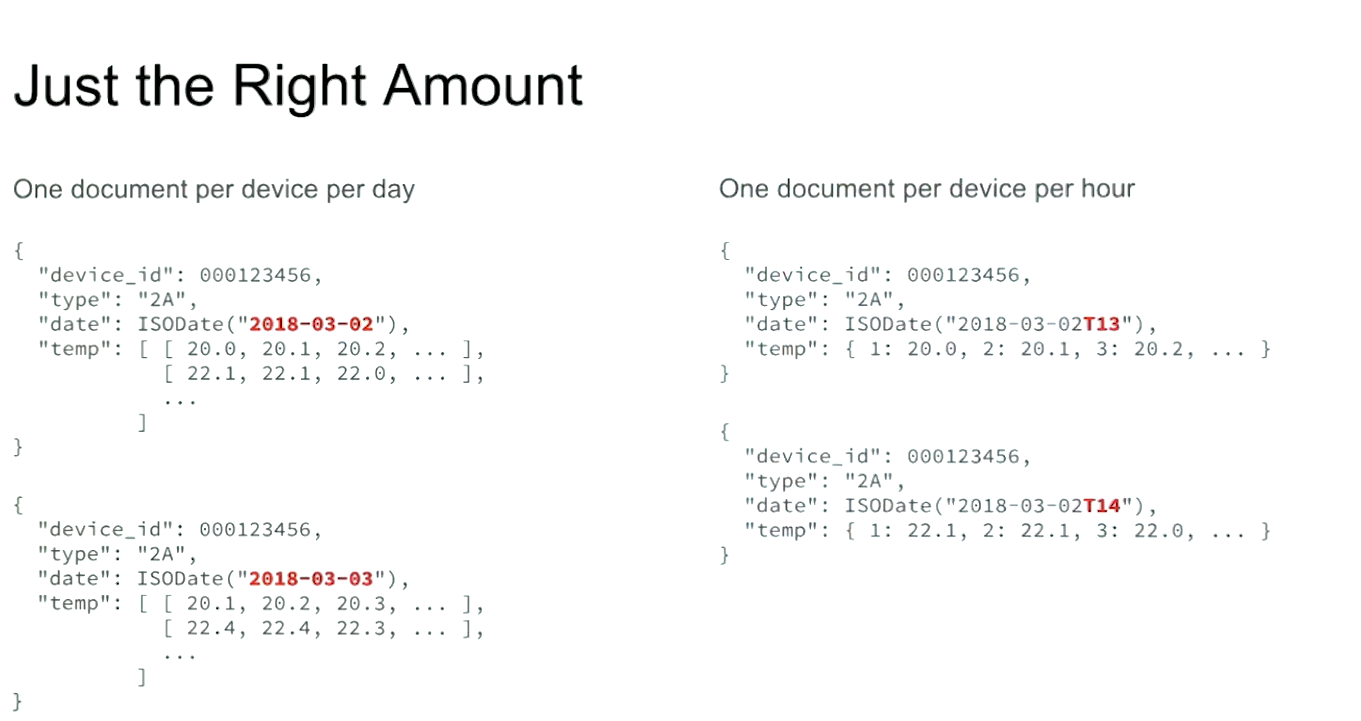 Just the Right Amount
One document per device per day
{
  "device_id": 000123456,
  "type": "2A",
  "date": ISODate("2018-03-02"),
  "temp": [ [ 20.0, 20.1, 20.2, ... ],
            [ 22.1, 22.1, 22.0, ... ],
            ...
          ]
}
{
  "device_id": 000123456,
  "type": "2A",
  "date": ISODate("2018-03-03"),
  "temp": [ [ 20.1, 20.2, 20.3, ... ],
            [ 22.4, 22.4, 22.3, ... ],
            ...
          ]
}
One document per device per hour
{
  "device_id": 000123456,
  "type": "2A",
  "date": ISODate("2018-03-02T13"),
  "temp": { 1: 20.0, 2: 20.1, 3: 20.2, ... }
}
{
  "device_id": 000123456,
  "type": "2A",
  "date": ISODate("2018-03-02T14"),
  "temp": { 1: 22.1, 2: 22.1, 3: 22.0, ... }
}